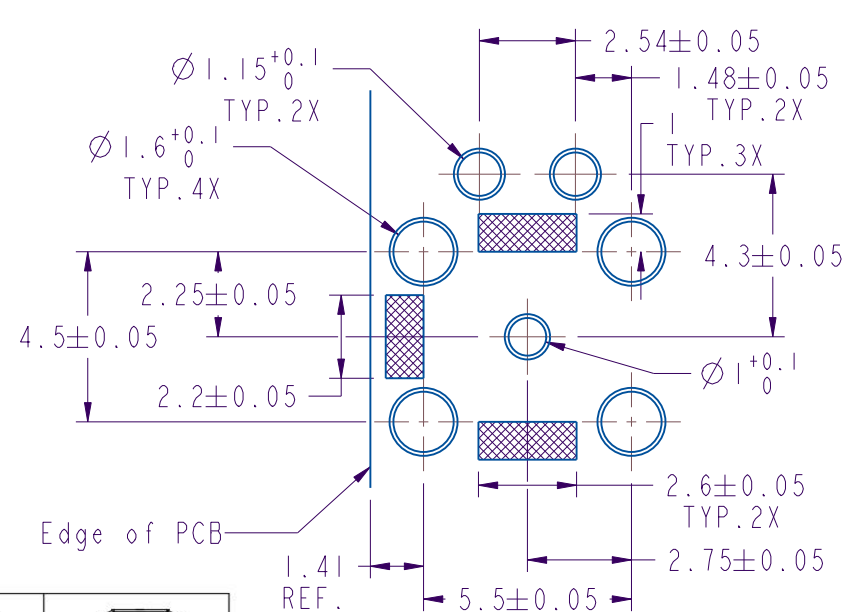 2.54±0.05
Ø1.15+0.1 0
TYP.2X
1.48±0.05
TYP.2X
1
TYP.3X
Ø1.6+0.1 0
TYP.4X
4.3±0.05
2.25±0.05
4.5±0.05
2.2±0.05
Ø1+0.1 0
2.6±0.05
TYP.2X
Edge of PCB
2.75±0.05
1.41
REF.
5.5±0.05